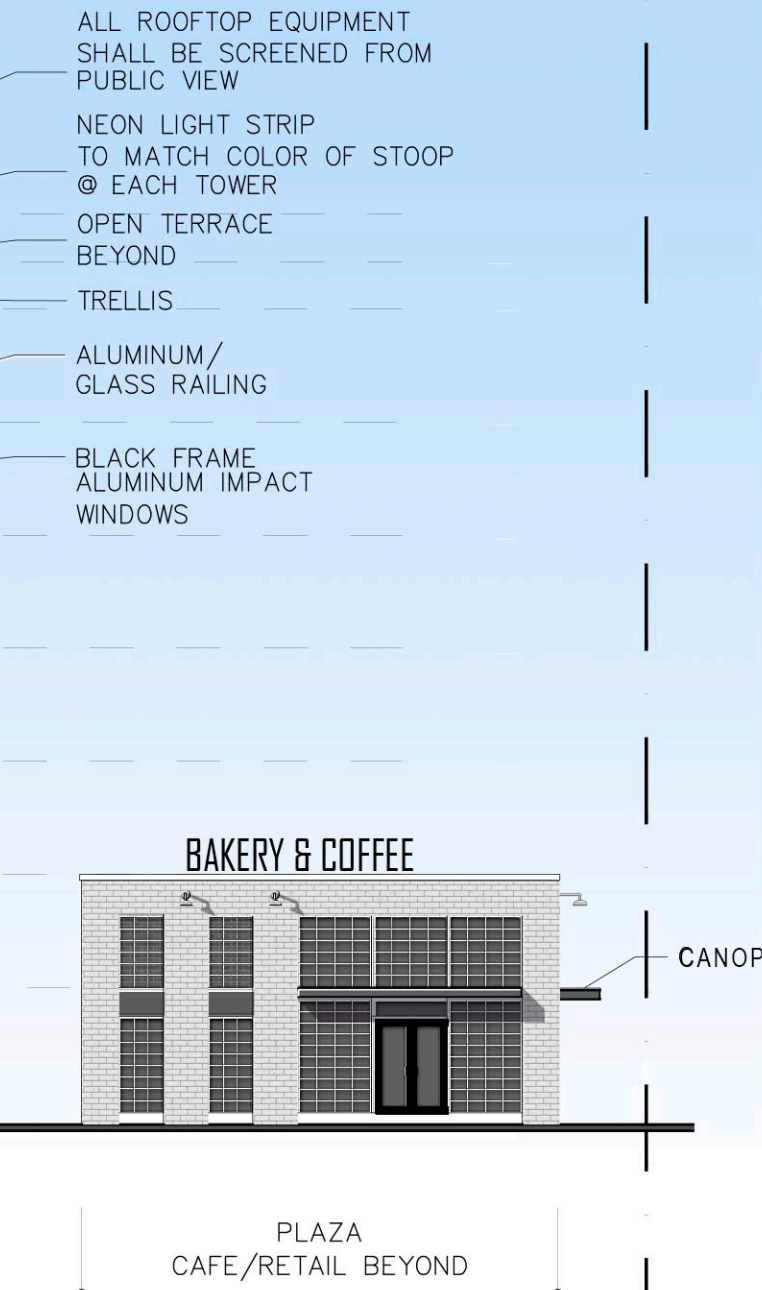 ALL ROOFTOP EQUIPMENT
SHALL BE SCREENED FROM
PUBLIC VIEW
NEON LIGHT STRIP
TO MATCH COLOR OF STOOP
@ EACH TOWER
OPEN TERRACE
BEYOND
TRELLIS
ALUMINUM/
GLASS RAILING
BLACK FRAME
ALUMINUM IMPACT
WINDOWS
BAKERY & COFFEE
CANOP
PLAZA
CAFE/RETAIL BEYOND